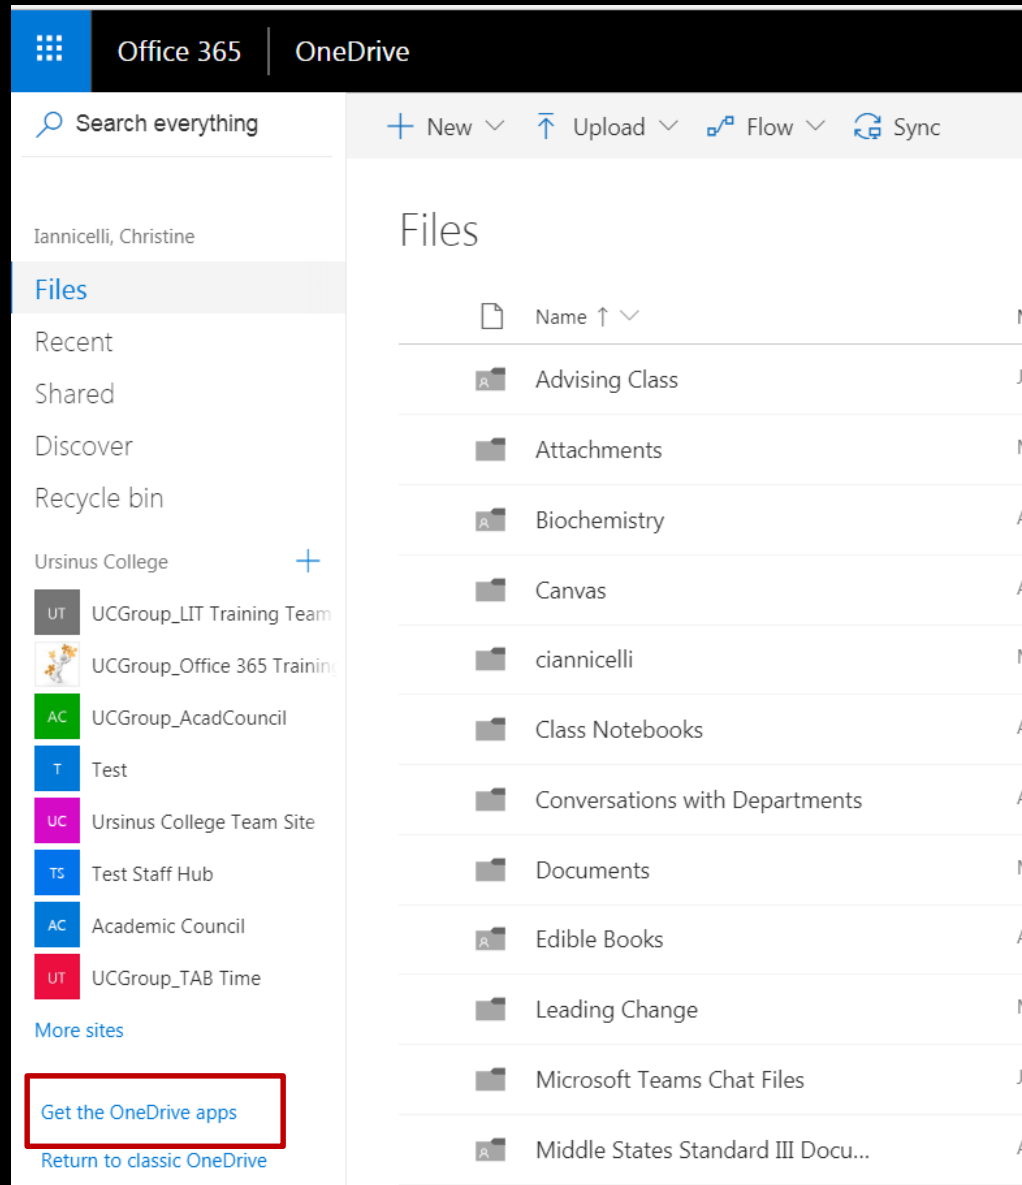 Office 365 OneDrive
Search everything
New Upload Flow Sync
Iannicelli, Christine
Files
Recent
Shared
Discover
Recycle bin
Ursinus College
UT UCGroup_LIT Training Team
UCGroup_Office 365 Training
AC UCGroup_AcadCouncil
T Test
UC Ursinus College Team Site
TS Test Staff Hub
AC Academic Council
UT UCGroup_TAB Time
More sites
Get the OneDrive apps
Return to classic OneDrive
Files
Name
Advising Class
Attachments
Biochemistry
Canvas
ciannicelli
Class Notebooks
Conversations with Departments
Documents
Edible Books
Leading Change
Microsoft Teams Chat Files
Middle States Standard III Docu...